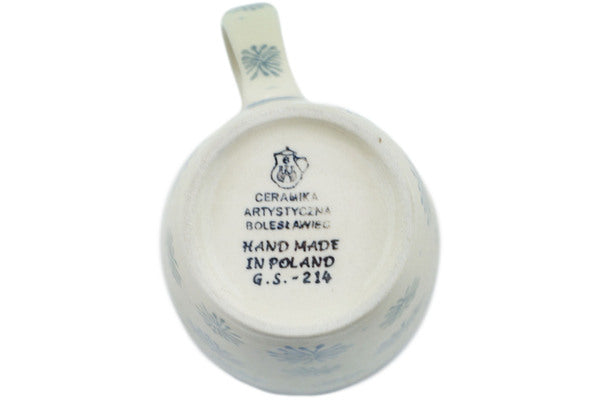 CERAMIKA
ARTYSTYCZNA
BOLESŁAWIEC
HAND MADE
IN POLAND
G.S.-214